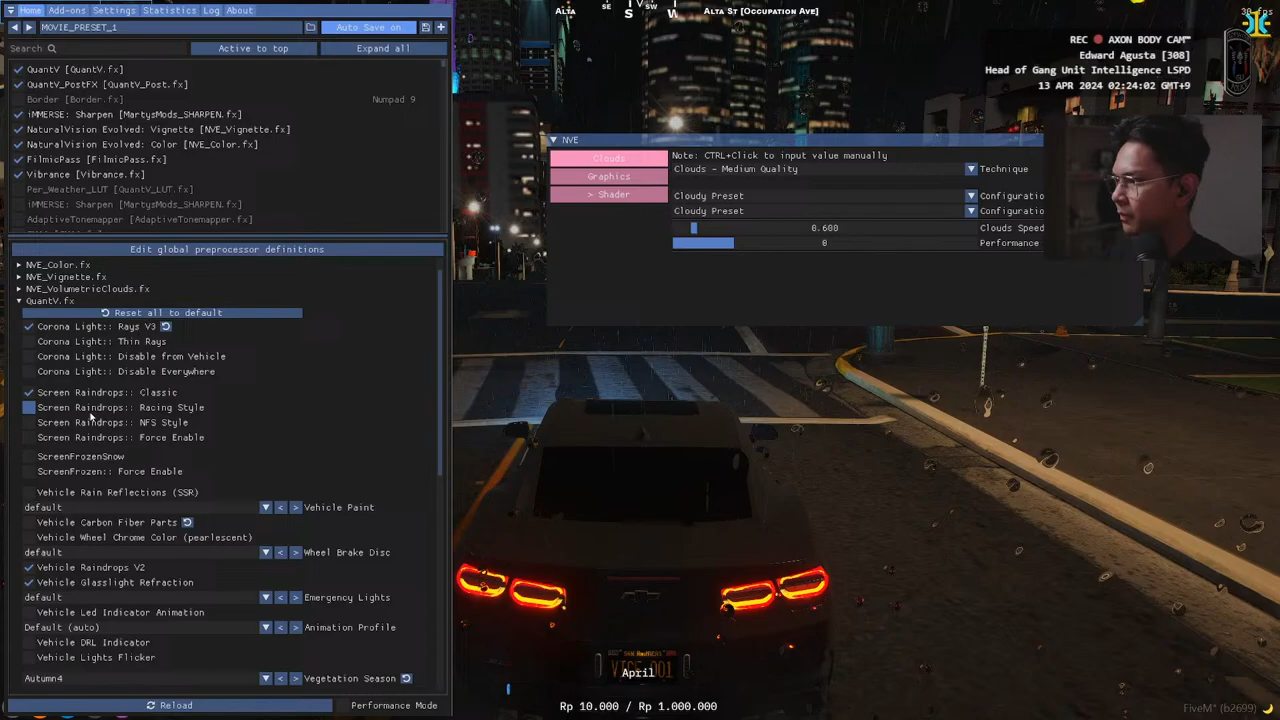 Home Add-ons Settings Statistics Log About
MOVIE_PRESET_1
Auto Save on
Search
Active to top
Expand all
QuantV [QuantV.fx]
QuantV_PostFX [QuantV_Post.fx]
Border [Border.fx]
Numpad 9
iMMERSE: Sharpen [MartysMods_SHARPEN.fx]
NaturalVision Evolved: Vignette [NVE_Vignette.fx]
NaturalVision Evolved: Color [NVE_Color.fx]
FilmicPass [FilmicPass.fx]
Vibrance [Vibrance.fx]
Per_Weather_LUT [QuantV_LUT.fx]
iMMERSE: Sharpen [MartysMods_SHARPEN.fx]
AdaptiveTonemapper [AdaptiveTonemapper.fx]
Edit global preprocessor definitions
NVE_Color.fx
NVE_Vignette.fx
NVE_VolumetricClouds.fx
QuantV.fx
Reset all to default
Corona Light:: Rays V3
Corona Light:: Thin Rays
Corona Light:: Disable from Vehicle
Corona Light:: Disable Everywhere
Screen Raindrops:: Classic
Screen Raindrops:: Racing Style
Screen Raindrops:: NFS Style
Screen Raindrops:: Force Enable
ScreenFrozenSnow
ScreenFrozen:: Force Enable
Vehicle Rain Reflections (SSR)
default
< > Vehicle Paint
Vehicle Carbon Fiber Parts
Vehicle Wheel Chrome Color (pearlescent)
default
< > Wheel Brake Disc
Vehicle Raindrops V2
Vehicle Glasslight Refraction
default
< > Emergency Lights
Vehicle Led Indicator Animation
Default (auto)
< > Animation Profile
Vehicle DRL Indicator
Vehicle Lights Flicker
Autumn4
< > Vegetation Season
Reload
Performance Mode
Alta
SE S SW W
Alta St [Occupation Ave]
30 fps
REC AXON BODY CAM™
Edward Agusta [308]
Head of Gang Unit Intelligence LSPD
13 APR 2024 02:24:02 GMT+9
NVE
Clouds
Graphics
> Shader
Note: CTRL+Click to input value manually
Clouds - Medium Quality
Technique
Cloudy Preset
Configuratio
Cloudy Preset
Configuratio
0.600
Clouds Speed
0
Performance
SAN ANDREAS
VICE 001
April
Rp 10.000 / Rp 1.000.000
FiveM* (b2699)